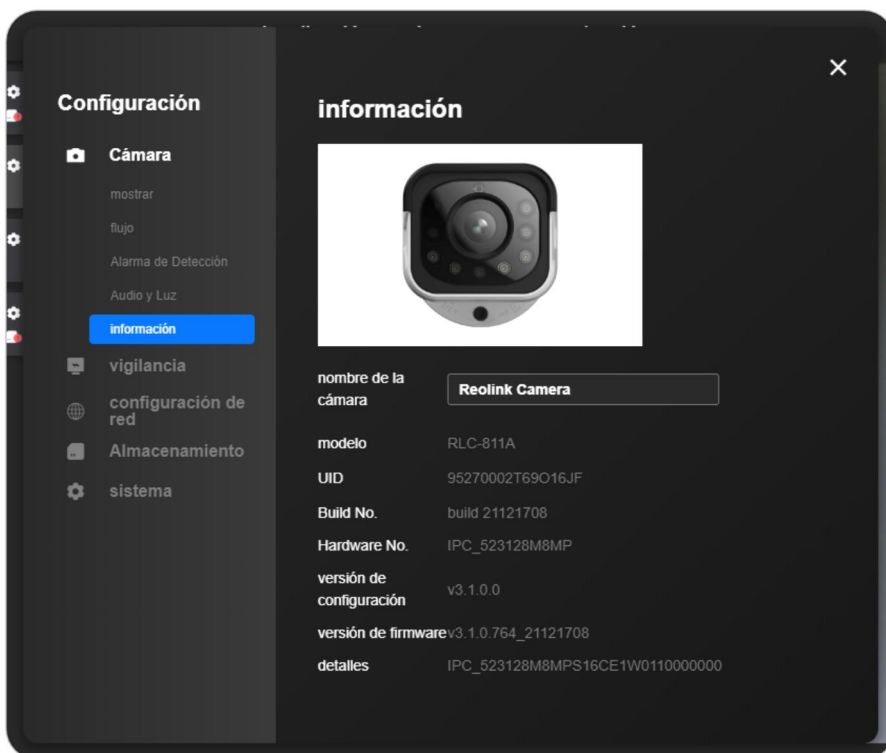 Configuración
Cámara
mostrar
flujo
Alarma de Detección
Audio y Luz
información
vigilancia
configuración de
red
Almacenamiento
sistema
información
nombre de la
cámara
Reolink Camera
modelo RLC-811A
UID 95270002T69O16JF
Build No. build 21121708
Hardware No. IPC_523128M8MP
versión de
configuración
v3.1.0.0
versión de firmware v3.1.0.764_21121708
detalles IPC_523128M8MPS16CE1W0110000000